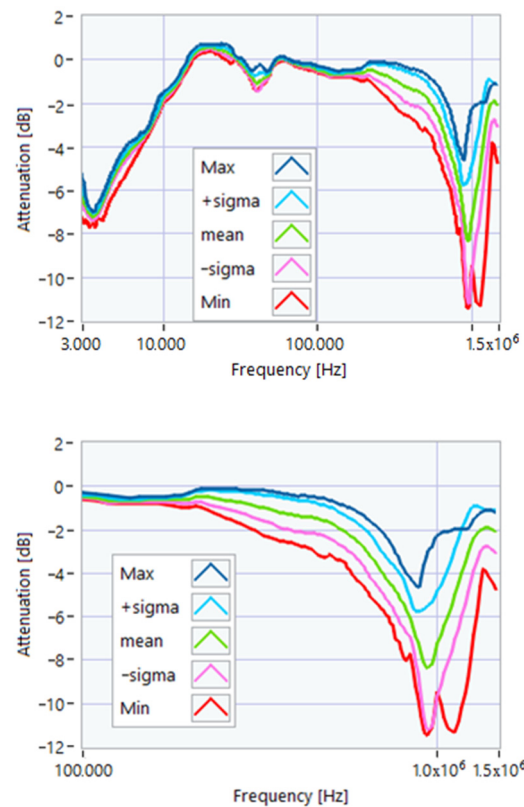 2
0
-2
-4
-6
-8
-10
-12
Attenuation [dB]
Max
+sigma
mean
-sigma
Min
3.000 10.000 100.000 1.5x10⁶
Frequency [Hz]
2
0
-2
-4
-6
-8
-10
-12
Attenuation [dB]
Max
+sigma
mean
-sigma
Min
100.000 1.0x10⁶ 1.5x10⁶
Frequency [Hz]